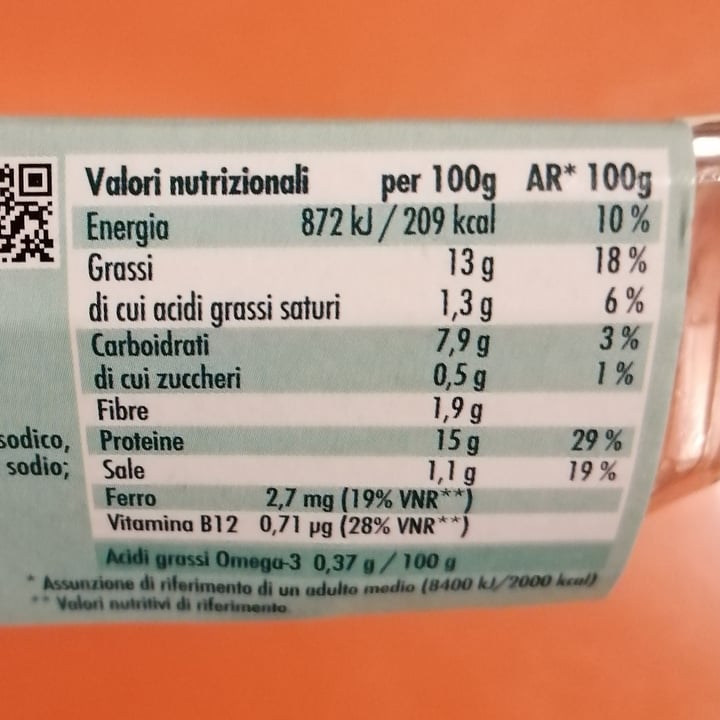 Valori nutrizionali per 100g AR* 100g
Energia 872 kJ / 209 kcal 10 %
Grassi 13 g 18 %
di cui acidi grassi saturi 1,3 g 6 %
Carboidrati 7,9 g 3 %
di cui zuccheri 0,5 g 1 %
Fibre 1,9 g
sodico, Proteine 15 g 29 %
sodio; Sale 1,1 g 19 %
Ferro 2,7 mg (19% VNR**)
Vitamina B12 0,71 µg (28% VNR**)
Acidi grassi Omega-3 0,37 g / 100 g
* Assunzione di riferimento di un adulto medio (8400 kJ/2000 kcal)
** Valori nutritivi di riferimento